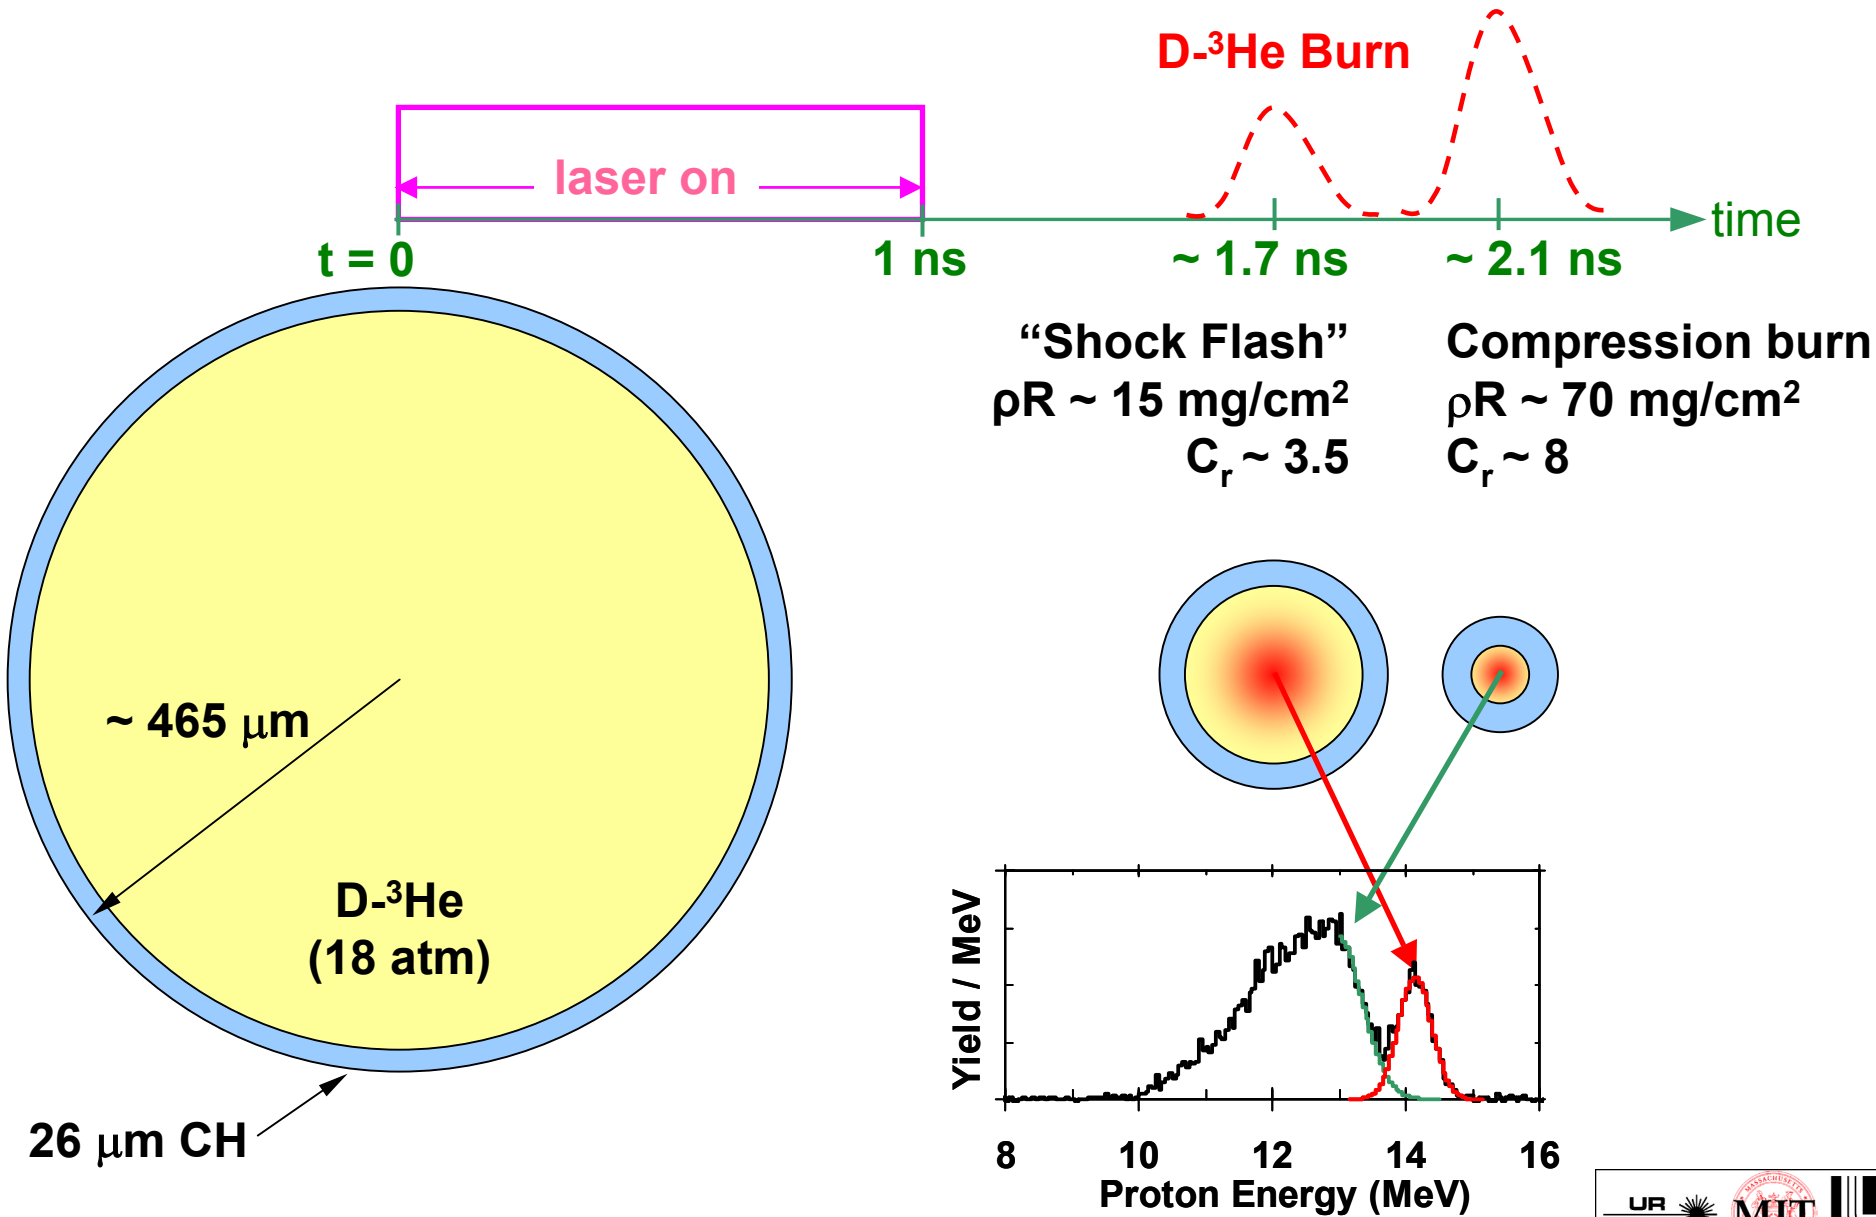 D-³He Burn
laser on
time
t = 0
1 ns
~ 1.7 ns
~ 2.1 ns
“Shock Flash”
ρR ~ 15 mg/cm²
Cᵣ ~ 3.5
Compression burn
ρR ~ 70 mg/cm²
Cᵣ ~ 8
~ 465 μm
D-³He
(18 atm)
26 μm CH
Yield / MeV
8 10 12 14 16
Proton Energy (MeV)
UR
MIT